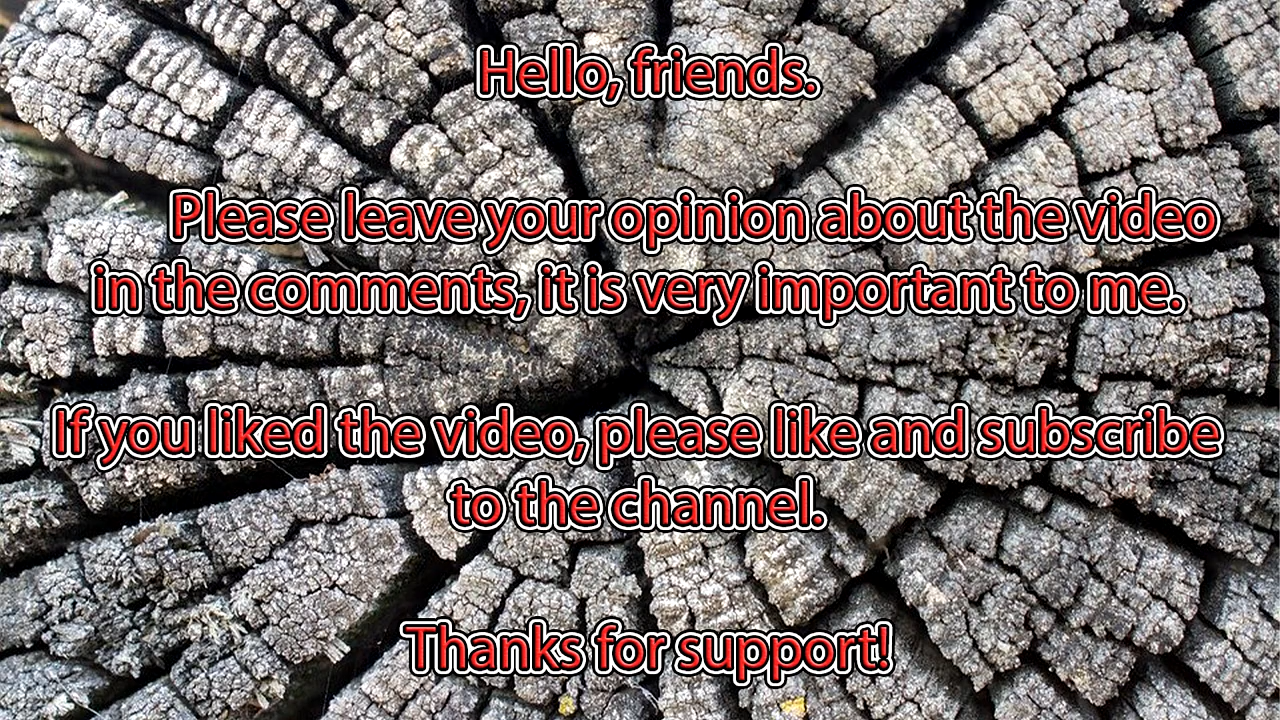 Hello, friends.
Please leave your opinion about the video
in the comments, it is very important to me.
If you liked the video, please like and subscribe
to the channel.
Thanks for support!